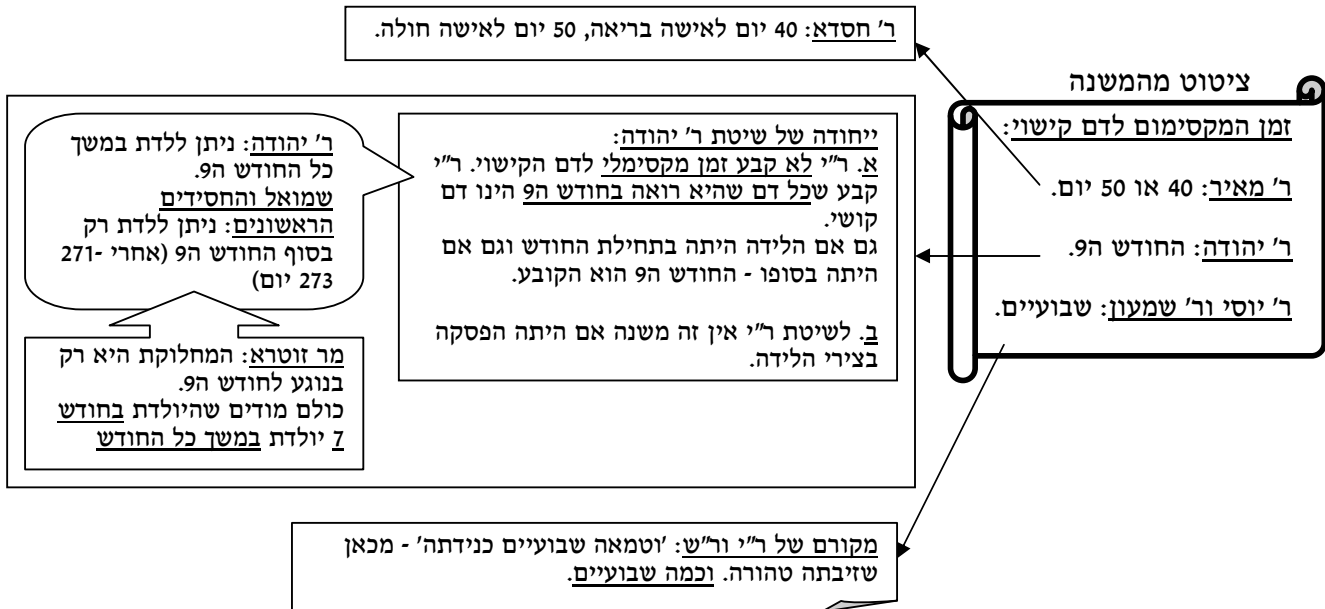 ר' חסדא: 40 יום לאישה בריאה, 50 יום לאישה חולה.
ציטוט מהמשנה
זמן המקסימום לדם קישוי:
ר' מאיר: 40 או 50 יום.
ר' יהודה: החודש ה9.
ר' יוסי ור' שמעון: שבועיים.
ייחודה של שיטת ר' יהודה:
א. ר"י לא קבע זמן מקסימלי לדם הקישוי. ר"י
קבע שכל דם שהיא רואה בחודש ה9 הינו דם
קושי.
גם אם הלידה היתה בתחילת החודש וגם אם
היתה בסופו - החודש ה9 הוא הקובע.
ב. לשיטת ר"י אין זה משנה אם היתה הפסקה
בצירי הלידה.
ר' יהודה: ניתן ללדת במשך
כל החודש ה9.
שמואל והחסידים
הראשונים: ניתן ללדת רק
בסוף החודש ה9 (אחרי 271-
273 יום)
מר זוטרא: המחלוקת היא רק
בנוגע לחודש ה9.
כולם מודים שהיולדת בחודש
7 יולדת במשך כל החודש
מקורם של ר"י ור"ש: 'וטמאה שבועיים כנידתה' - מכאן
שזיבתה טהורה. וכמה שבועיים.